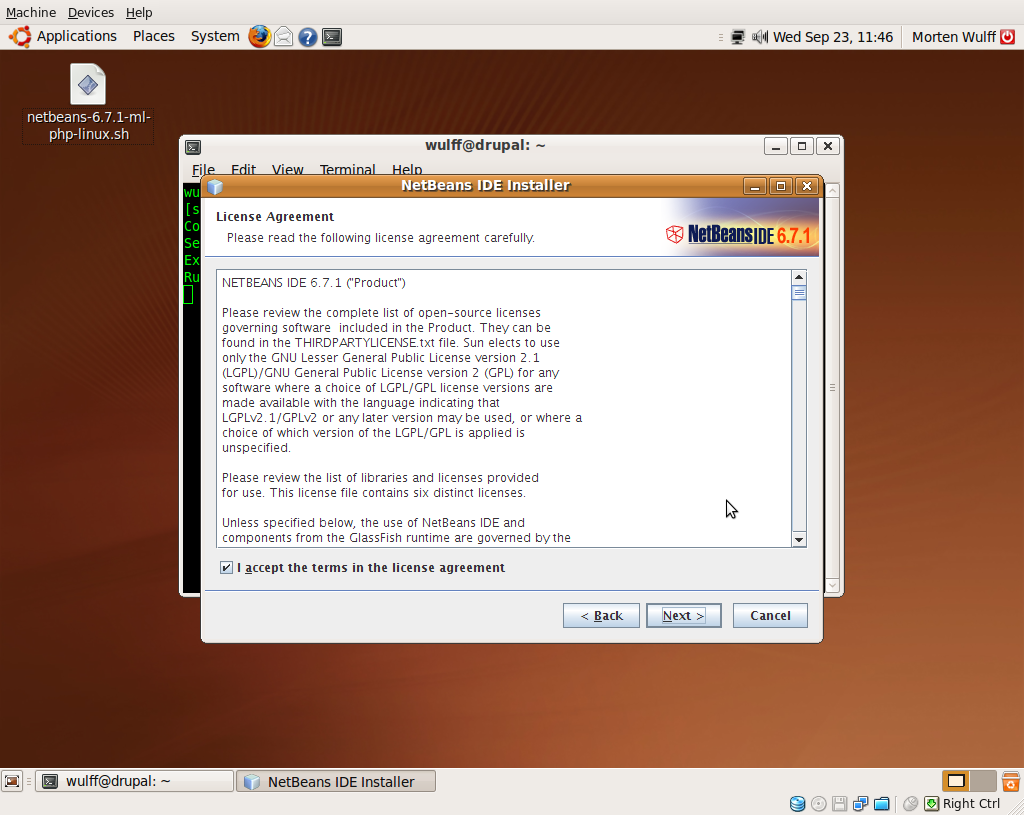 Machine Devices Help
Applications Places System Wed Sep 23, 11:46 Morten Wulff
netbeans-6.7.1-ml-
php-linux.sh
wulff@drupal: ~
File Edit View Terminal Help
NetBeans IDE Installer
License Agreement
Please read the following license agreement carefully.
NetBeans IDE 6.7.1
NETBEANS IDE 6.7.1 ("Product")
Please review the complete list of open-source licenses
governing software  included in the Product. They can be
found in the THIRDPARTYLICENSE.txt file. Sun elects to use
only the GNU Lesser General Public License version 2.1
(LGPL)/GNU General Public License version 2 (GPL) for any
software where a choice of LGPL/GPL license versions are
made available with the language indicating that
LGPLv2.1/GPLv2 or any later version may be used, or where a
choice of which version of the LGPL/GPL is applied is
unspecified.
Please review the list of libraries and licenses provided
for use. This license file contains six distinct licenses.
Unless specified below, the use of NetBeans IDE and
components from the GlassFish runtime are governed by the
wu
[s
Co
Se
Ex
Ru
I accept the terms in the license agreement
< Back Next > Cancel
wulff@drupal: ~ NetBeans IDE Installer
Right Ctrl